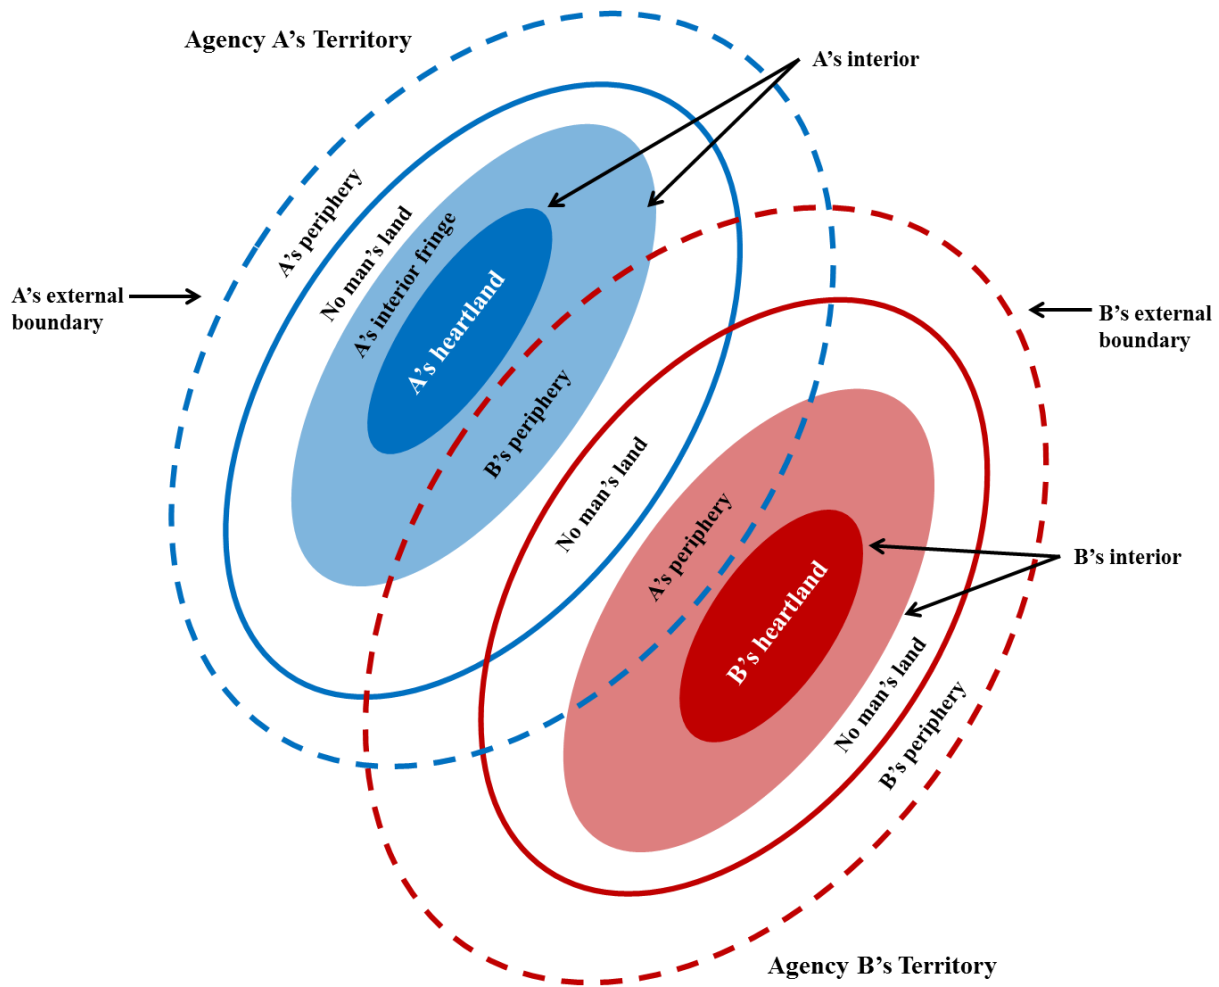 Agency A's Territory
A's interior
A's periphery
No man's land
A's interior fringe
A's heartland
A's external
boundary
B's external
boundary
B's periphery
No man's land
A's periphery
B's heartland
B's interior
No man's land
B's periphery
Agency B's Territory